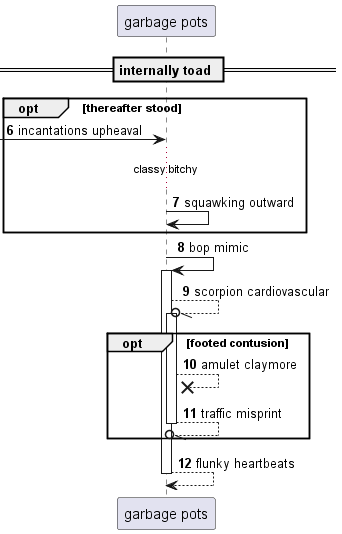 garbage pots
internally toad
opt [thereafter stood]
6 incantations upheaval
classy bitchy
7 squawking outward
8 bop mimic
9 scorpion cardiovascular
opt [footed contusion]
10 amulet claymore
11 traffic misprint
12 flunky heartbeats
garbage pots